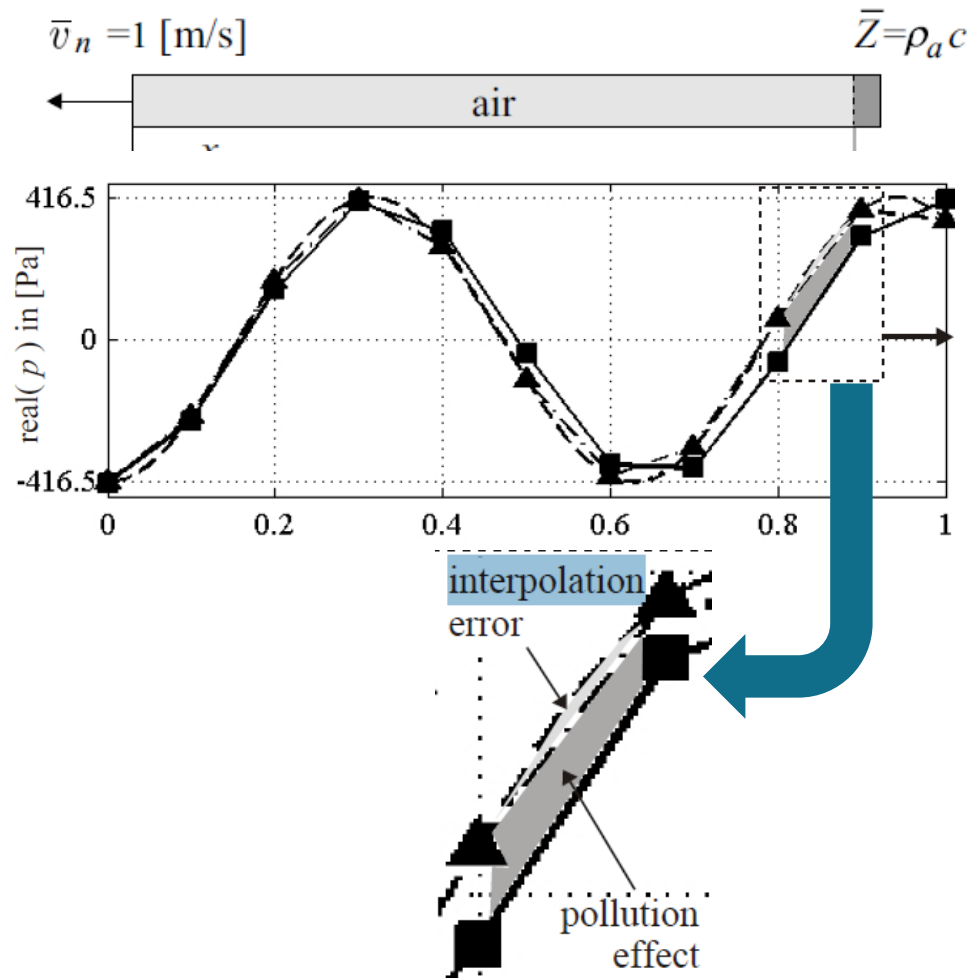 v̅ₙ =1 [m/s]
Z̅=ρₐc
air
real(p) in [Pa]
416.5
0
-416.5
0
0.2
0.4
0.6
0.8
1
interpolation
error
pollution
effect